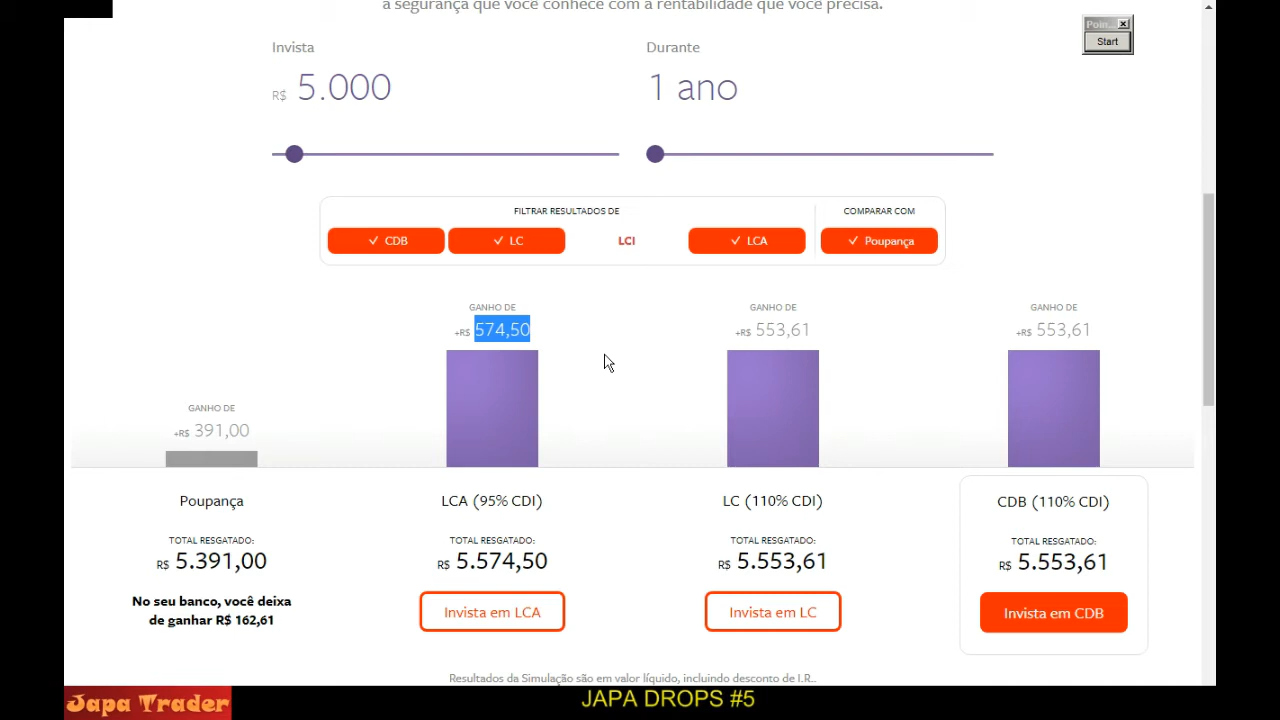 a segurança que você conhece com a rentabilidade que você precisa.
Poin...
Start
Invista
Durante
R$ 5.000
1 ano
FILTRAR RESULTADOS DE
COMPARAR COM
CDB
LC
LCI
LCA
Poupança
GANHO DE
+R$ 574,50
GANHO DE
+R$ 553,61
GANHO DE
+R$ 553,61
GANHO DE
+R$ 391,00
Poupança
TOTAL RESGATADO:
R$ 5.391,00
No seu banco, você deixa
de ganhar R$ 162,61
LCA (95% CDI)
TOTAL RESGATADO:
R$ 5.574,50
Invista em LCA
LC (110% CDI)
TOTAL RESGATADO:
R$ 5.553,61
Invista em LC
CDB (110% CDI)
TOTAL RESGATADO:
R$ 5.553,61
Invista em CDB
Resultados da Simulação são em valor líquido, incluindo desconto de I.R..
Japa Trader
JAPA DROPS #5